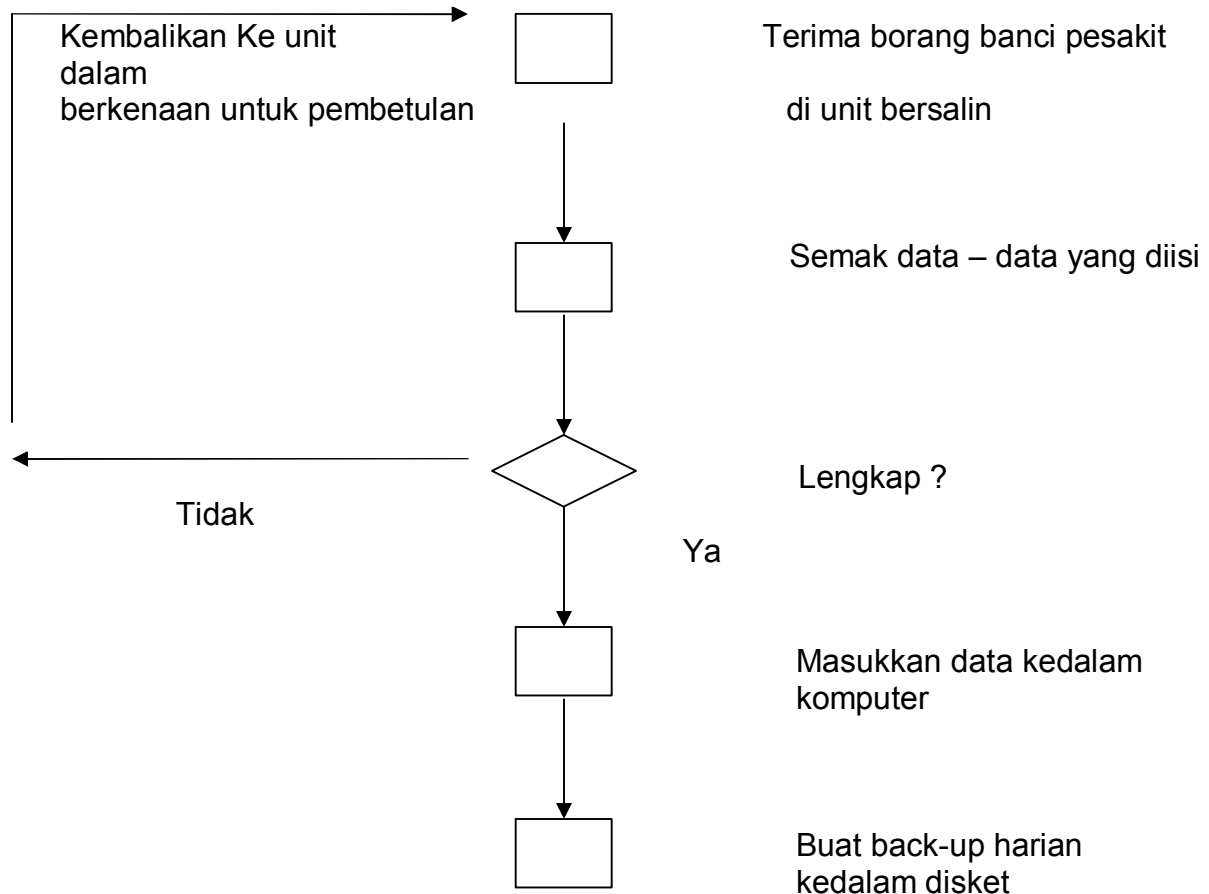 Kembalikan Ke unit
dalam
berkenaan untuk pembetulan
Terima borang banci pesakit
di unit bersalin
Semak data – data yang diisi
Lengkap ?
Tidak
Ya
Masukkan data kedalam
komputer
Buat back-up harian
kedalam disket